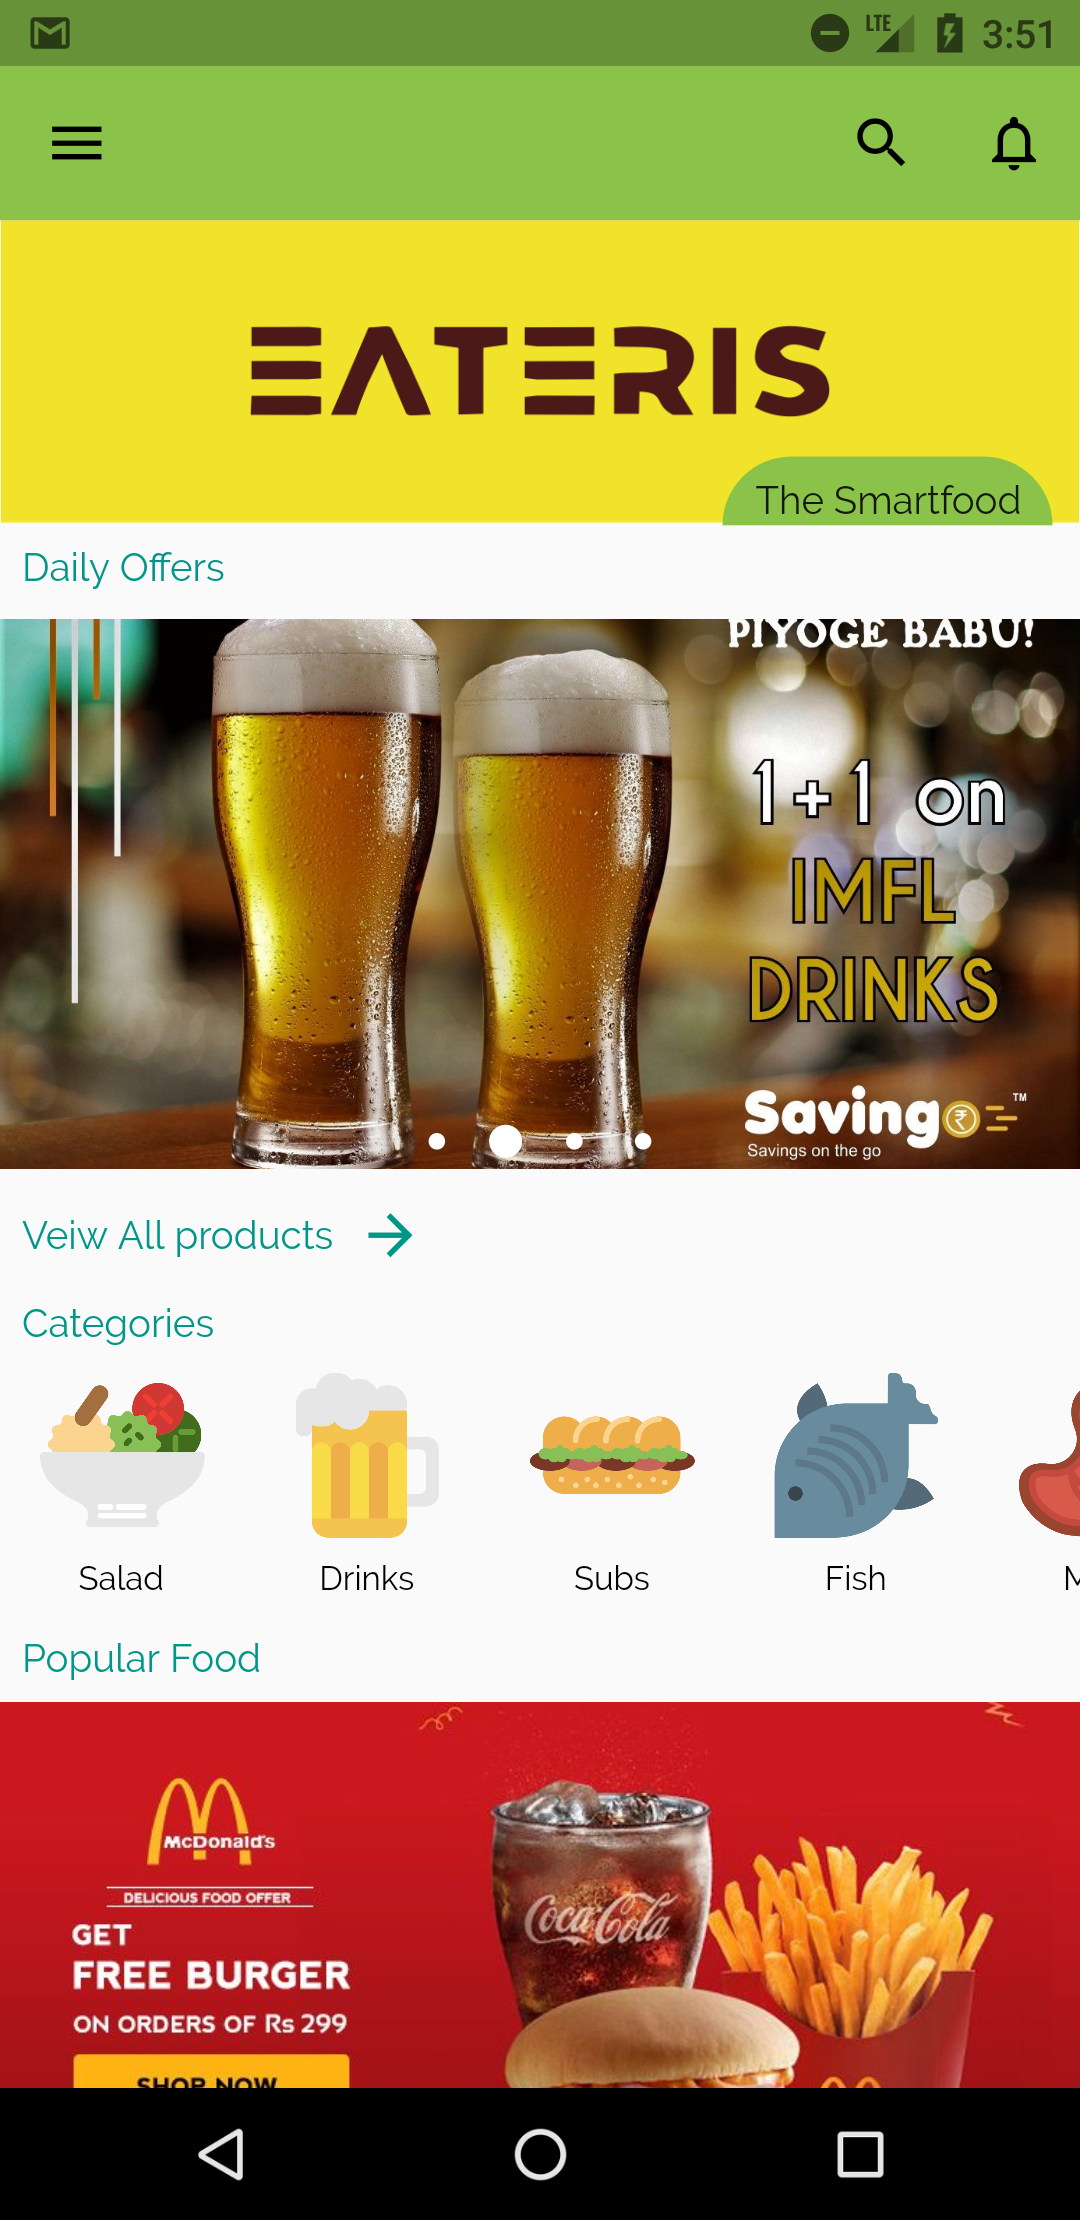 LTE 3:51
EATERIS
The Smartfood
Daily Offers
PIYOGE BABU!
1+1 on
IMFL
DRINKS
Saving ₹ TM
Savings on the go
Veiw All products
Categories
Salad Drinks Subs Fish M
Popular Food
McDonald's
DELICIOUS FOOD OFFER
GET
FREE BURGER
ON ORDERS OF Rs 299
SHOP NOW
Coca-Cola